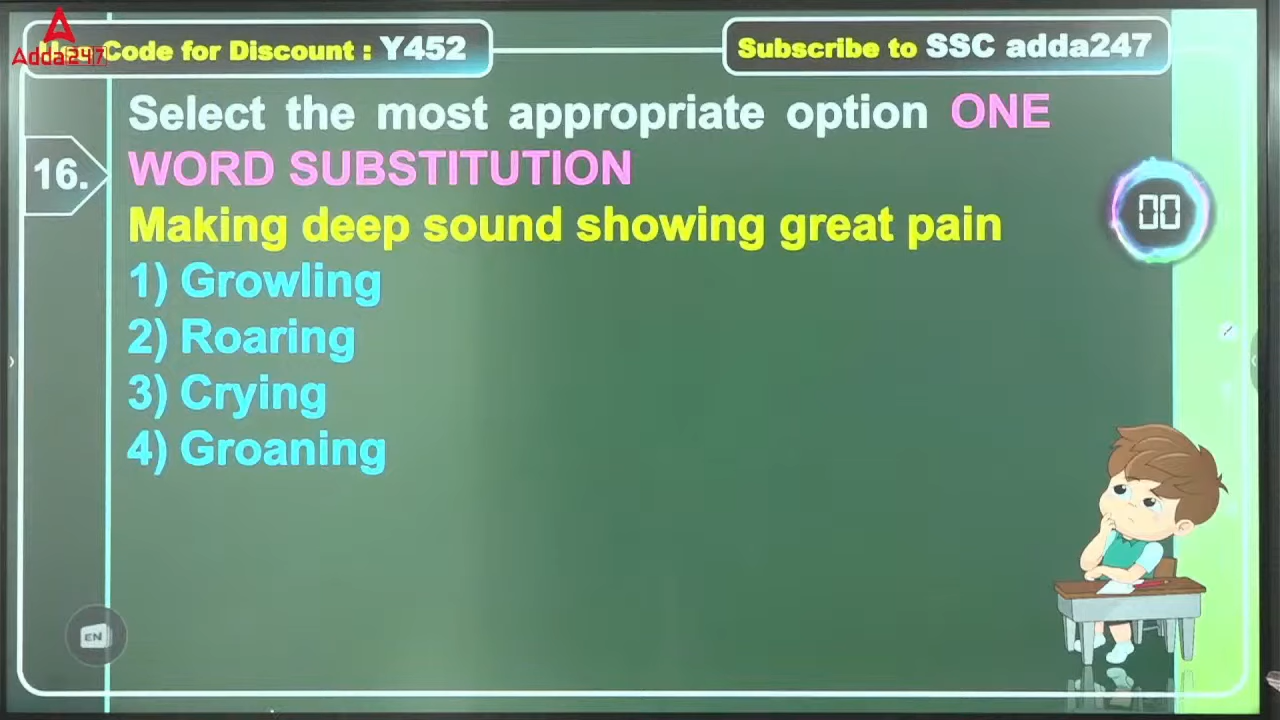 Code for Discount : Y452
Adda247
Subscribe to SSC adda247
16.
Select the most appropriate option ONE
WORD SUBSTITUTION
Making deep sound showing great pain
00
1) Growling
2) Roaring
3) Crying
4) Groaning
EN